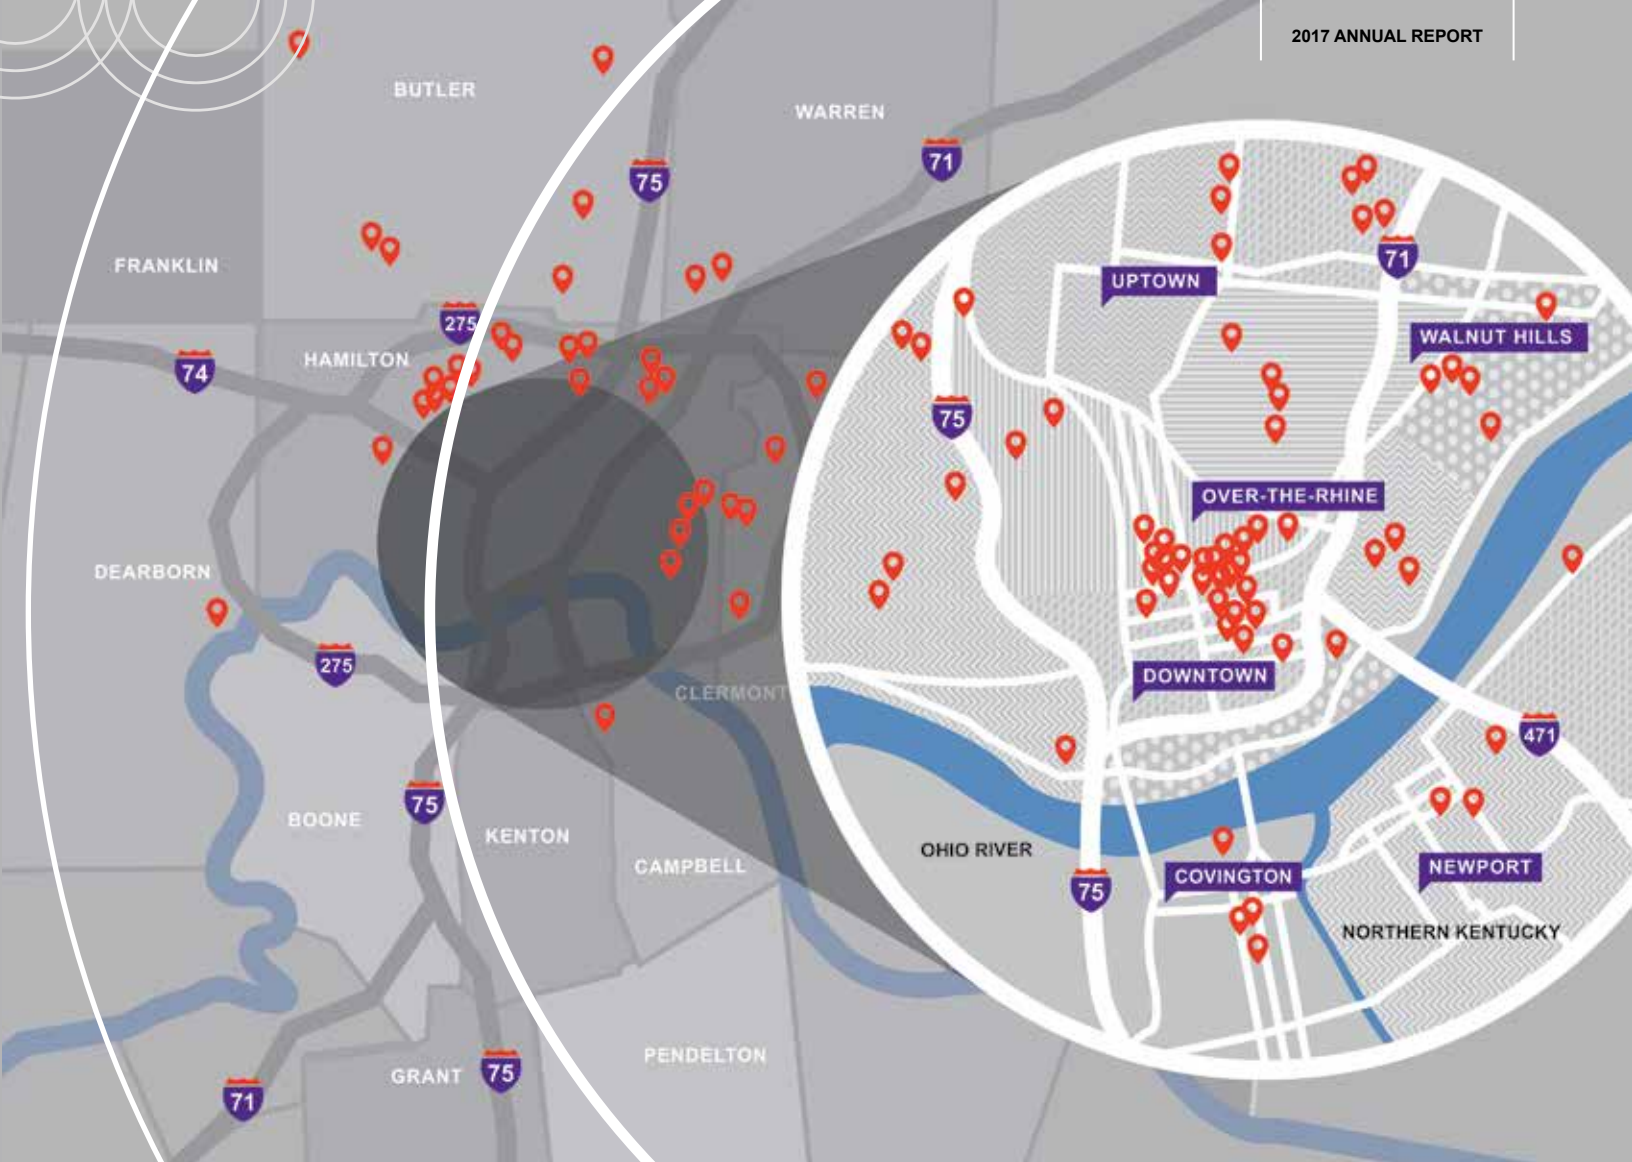 2017 ANNUAL REPORT
BUTLER
WARREN
71
75
FRANKLIN
71
UPTOWN
275
WALNUT HILLS
HAMILTON
74
75
OVER-THE-RHINE
DEARBORN
275
DOWNTOWN
CLERMONT
471
75
BOONE
KENTON
OHIO RIVER
CAMPBELL
NEWPORT
COVINGTON
75
NORTHERN KENTUCKY
PENDELTON
GRANT
75
71